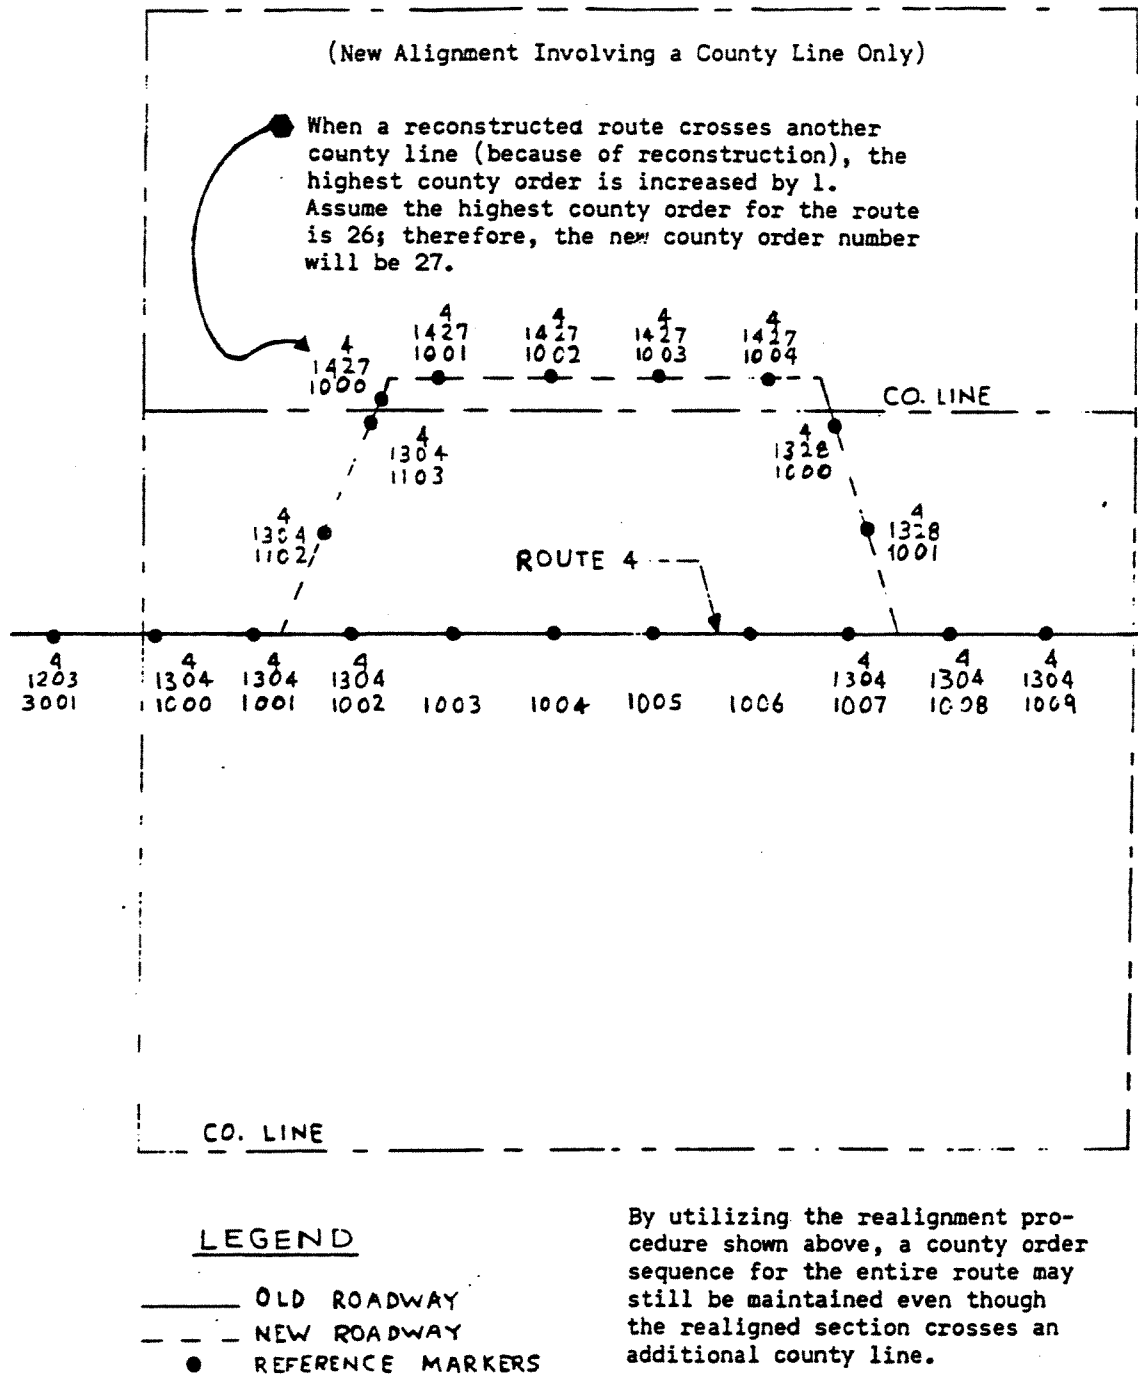 (New Alignment Involving a County Line Only)
When a reconstructed route crosses another
county line (because of reconstruction), the
highest county order is increased by 1.
Assume the highest county order for the route
is 26; therefore, the new county order number
will be 27.
4
1427
1000
4
1427
1001
4
1427
1002
4
1427
1003
4
1427
1004
CO. LINE
4
1304
1103
4
1328
1000
4
1304
1102
4
1328
1001
ROUTE 4
4
1203
3001
4
1304
1000
4
1304
1001
4
1304
1002
1003
1004
1005
1006
4
1304
1007
4
1304
1008
4
1304
1009
CO. LINE
LEGEND
OLD ROADWAY
NEW ROADWAY
REFERENCE MARKERS
By utilizing the realignment pro-
cedure shown above, a county order
sequence for the entire route may
still be maintained even though
the realigned section crosses an
additional county line.